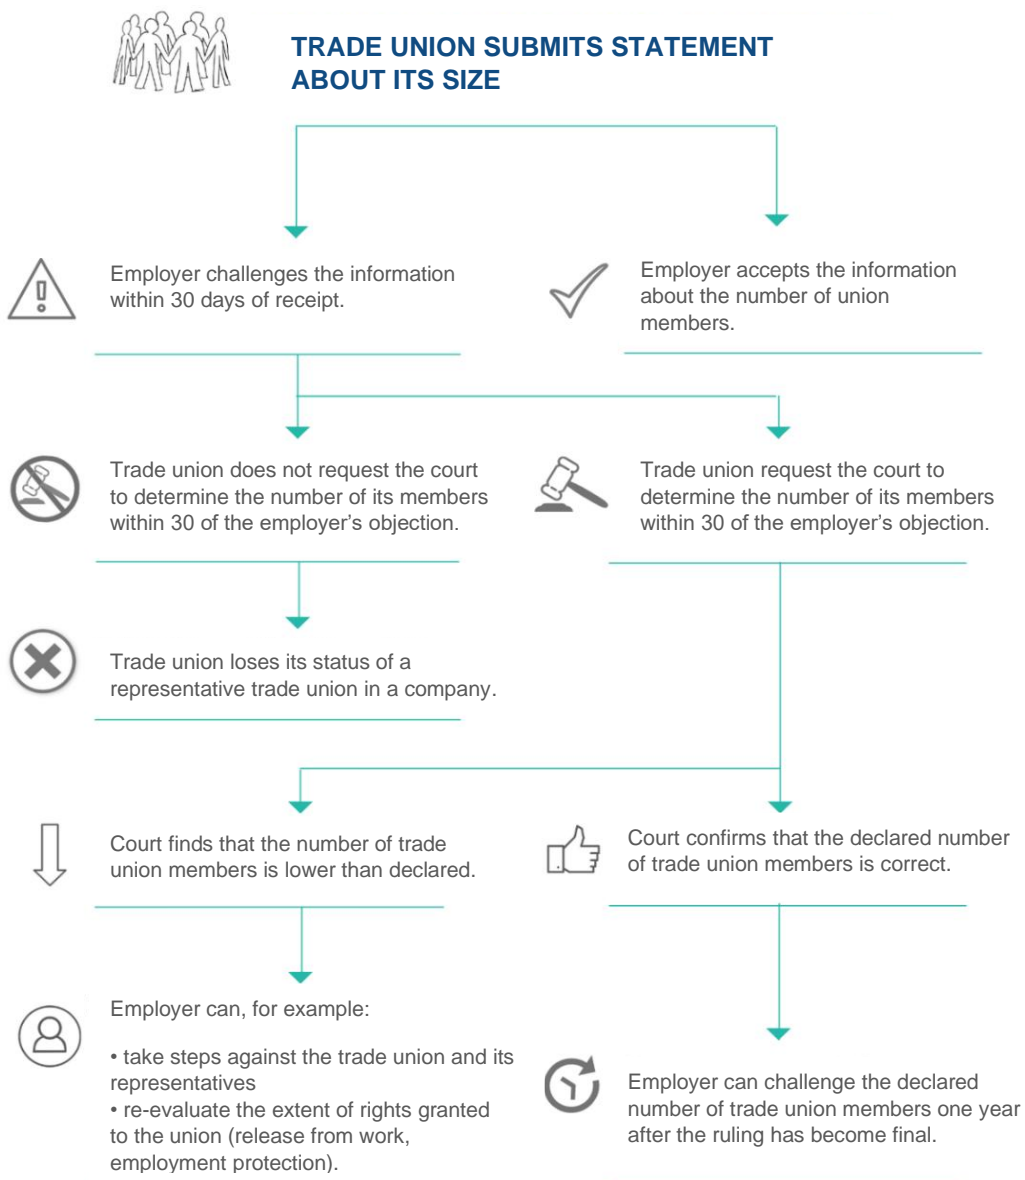 TRADE UNION SUBMITS STATEMENT
ABOUT ITS SIZE
Employer challenges the information
within 30 days of receipt.
Employer accepts the information
about the number of union
members.
Trade union does not request the court
to determine the number of its members
within 30 of the employer’s objection.
Trade union request the court to
determine the number of its members
within 30 of the employer’s objection.
Trade union loses its status of a
representative trade union in a company.
Court finds that the number of trade
union members is lower than declared.
Court confirms that the declared number
of trade union members is correct.
Employer can, for example:
• take steps against the trade union and its
representatives
• re-evaluate the extent of rights granted
to the union (release from work,
employment protection).
Employer can challenge the declared
number of trade union members one year
after the ruling has become final.